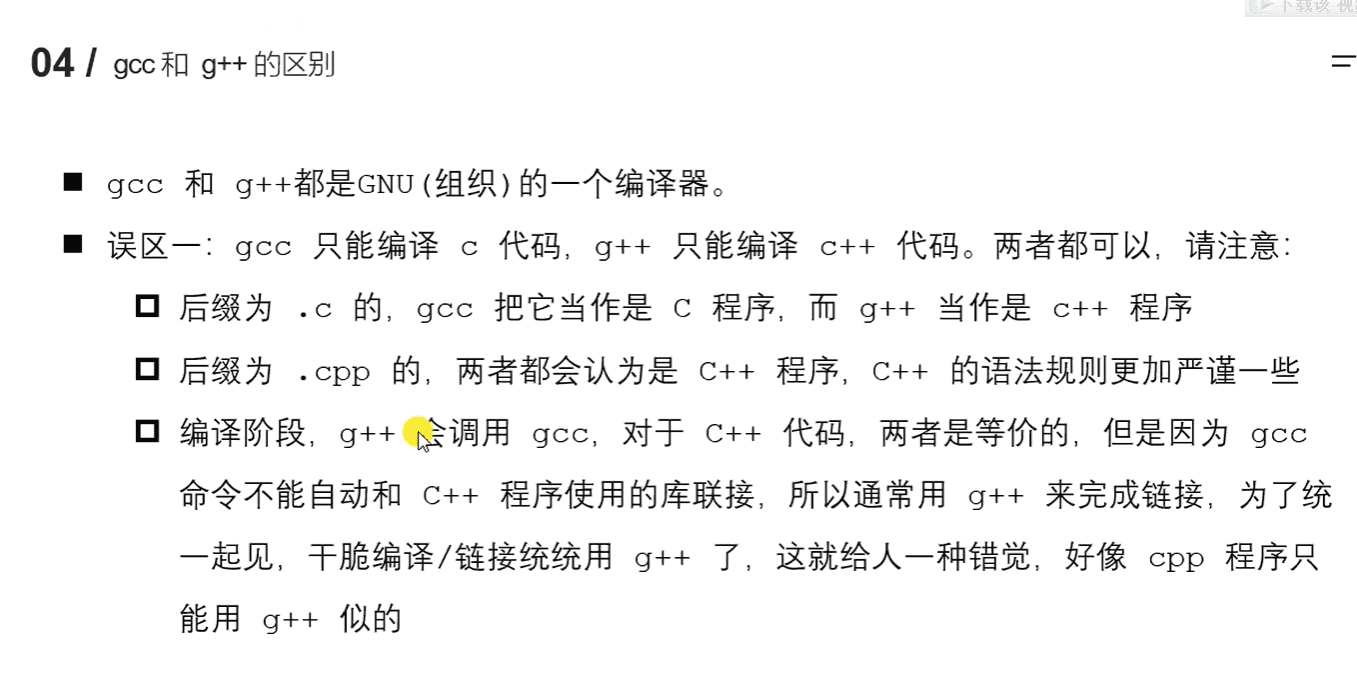 下载该 视
04 / gcc 和 g++ 的区别
■ gcc 和 g++都是GNU(组织)的一个编译器。
■ 误区一：gcc 只能编译 c 代码，g++ 只能编译 c++ 代码。两者都可以，请注意：
后缀为 .c 的，gcc 把它当作是 C 程序，而 g++ 当作是 c++ 程序
后缀为 .cpp 的，两者都会认为是 C++ 程序，C++ 的语法规则更加严谨一些
编译阶段，g++ 会调用 gcc，对于 C++ 代码，两者是等价的，但是因为 gcc
命令不能自动和 C++ 程序使用的库联接，所以通常用 g++ 来完成链接，为了统
一起见，干脆编译/链接统统用 g++ 了，这就给人一种错觉，好像 cpp 程序只
能用 g++ 似的